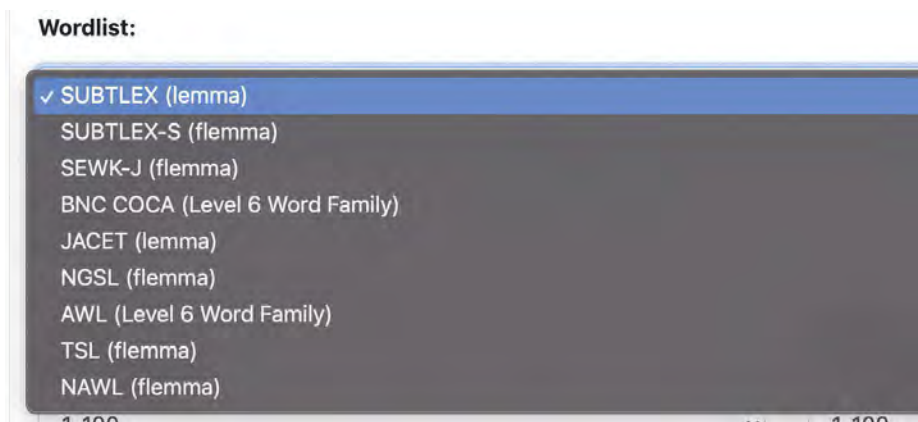 Wordlist:
✓ SUBTLEX (lemma)
SUBTLEX-S (flemma)
SEWK-J (flemma)
BNC COCA (Level 6 Word Family)
JACET (lemma)
NGSL (flemma)
AWL (Level 6 Word Family)
TSL (flemma)
NAWL (flemma)